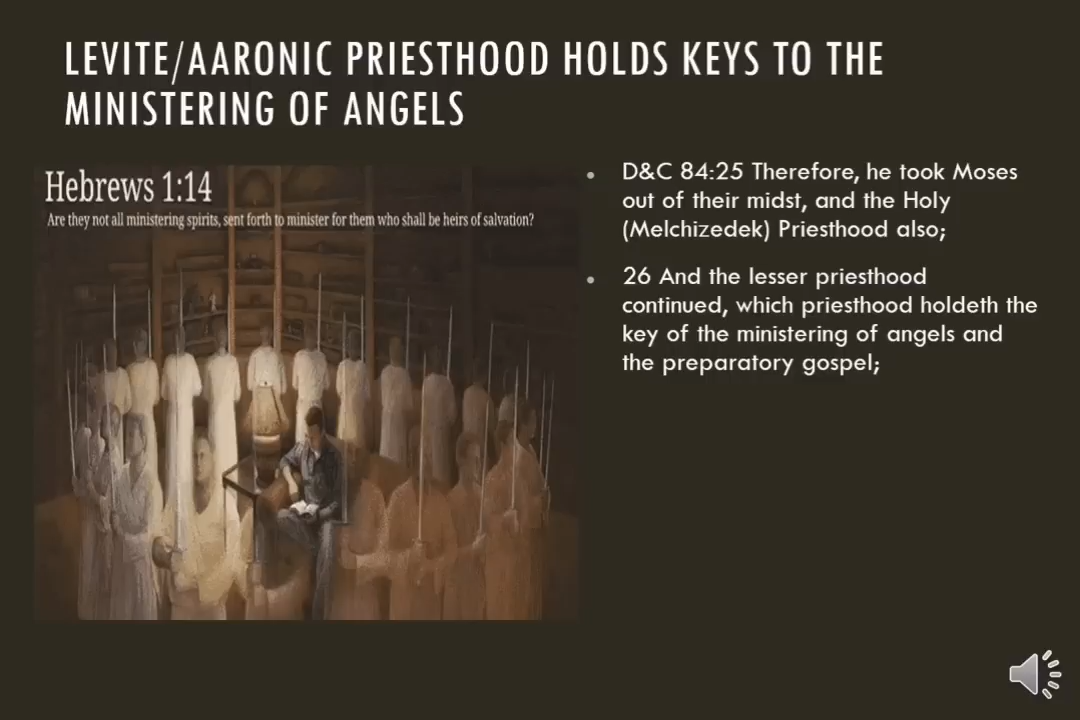 LEVITE/AARONIC PRIESTHOOD HOLDS KEYS TO THE
MINISTERING OF ANGELS
Hebrews 1:14
Are they not all ministering spirits, sent forth to minister for them who shall be heirs of salvation?
• D&C 84:25 Therefore, he took Moses
out of their midst, and the Holy
(Melchizedek) Priesthood also;
• 26 And the lesser priesthood
continued, which priesthood holdeth the
key of the ministering of angels and
the preparatory gospel;